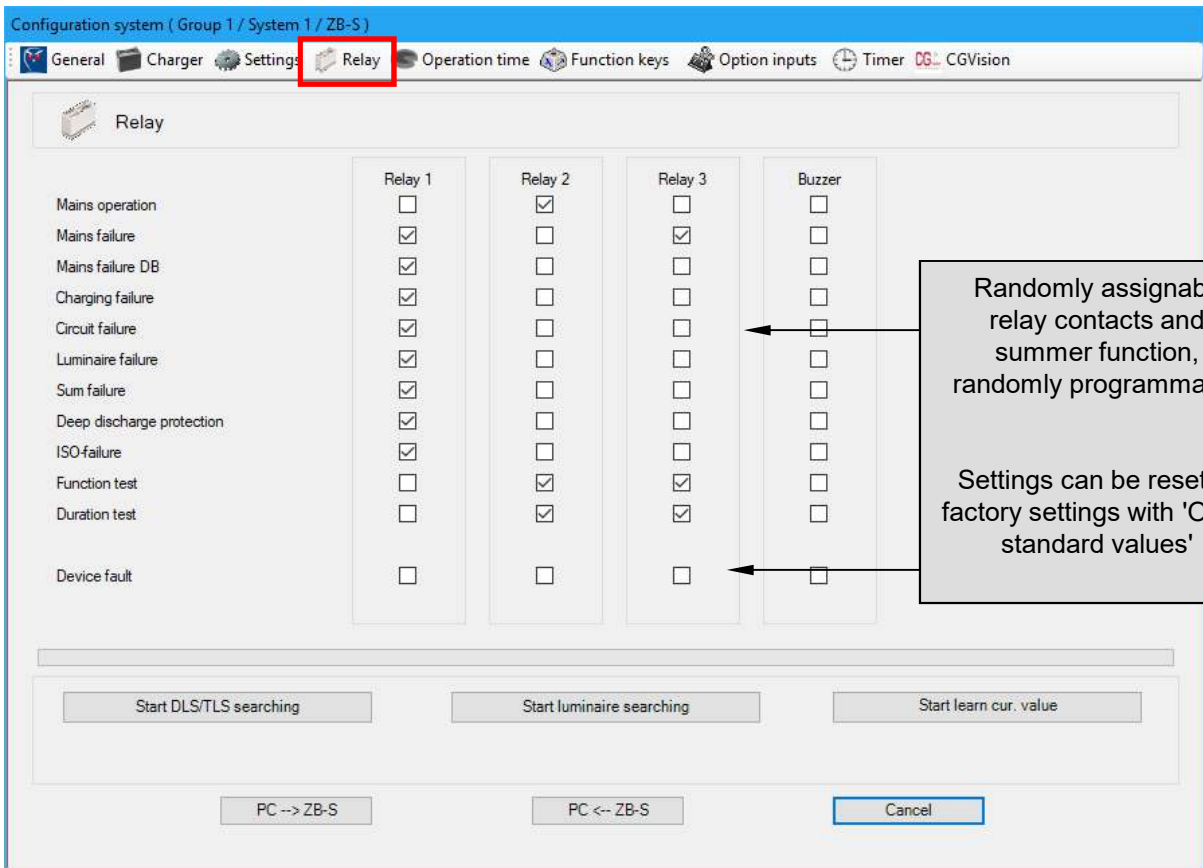 Configuration system ( Group 1 / System 1 / ZB-S )
General Charger Settings Relay Operation time Function keys Option inputs Timer CG CGVision
Relay
Relay 1 Relay 2 Relay 3 Buzzer
Mains operation
Mains failure
Mains failure DB
Charging failure
Circuit failure
Luminaire failure
Sum failure
Deep discharge protection
ISO-failure
Function test
Duration test
Device fault
Randomly assignab
relay contacts and
summer function,
randomly programma
Settings can be reset
factory settings with 'C
standard values'
Start DLS/TLS searching Start luminaire searching Start learn cur. value
PC --> ZB-S PC <-- ZB-S Cancel